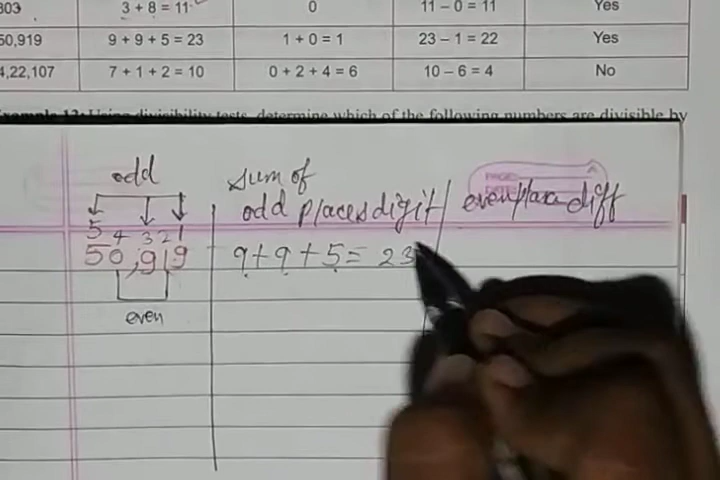 803 3 + 8 = 11 0 11 – 0 = 11 Yes
50,919 9 + 9 + 5 = 23 1 + 0 = 1 23 – 1 = 22 Yes
4,22,107 7 + 1 + 2 = 10 0 + 2 + 4 = 6 10 – 6 = 4 No
Example 12: Using divisibility tests, determine which of the following numbers are divisible by
odd sum of
odd places digit / even place diff
5 4 3 2 1
50,919 9 + 9 + 5 = 23
even